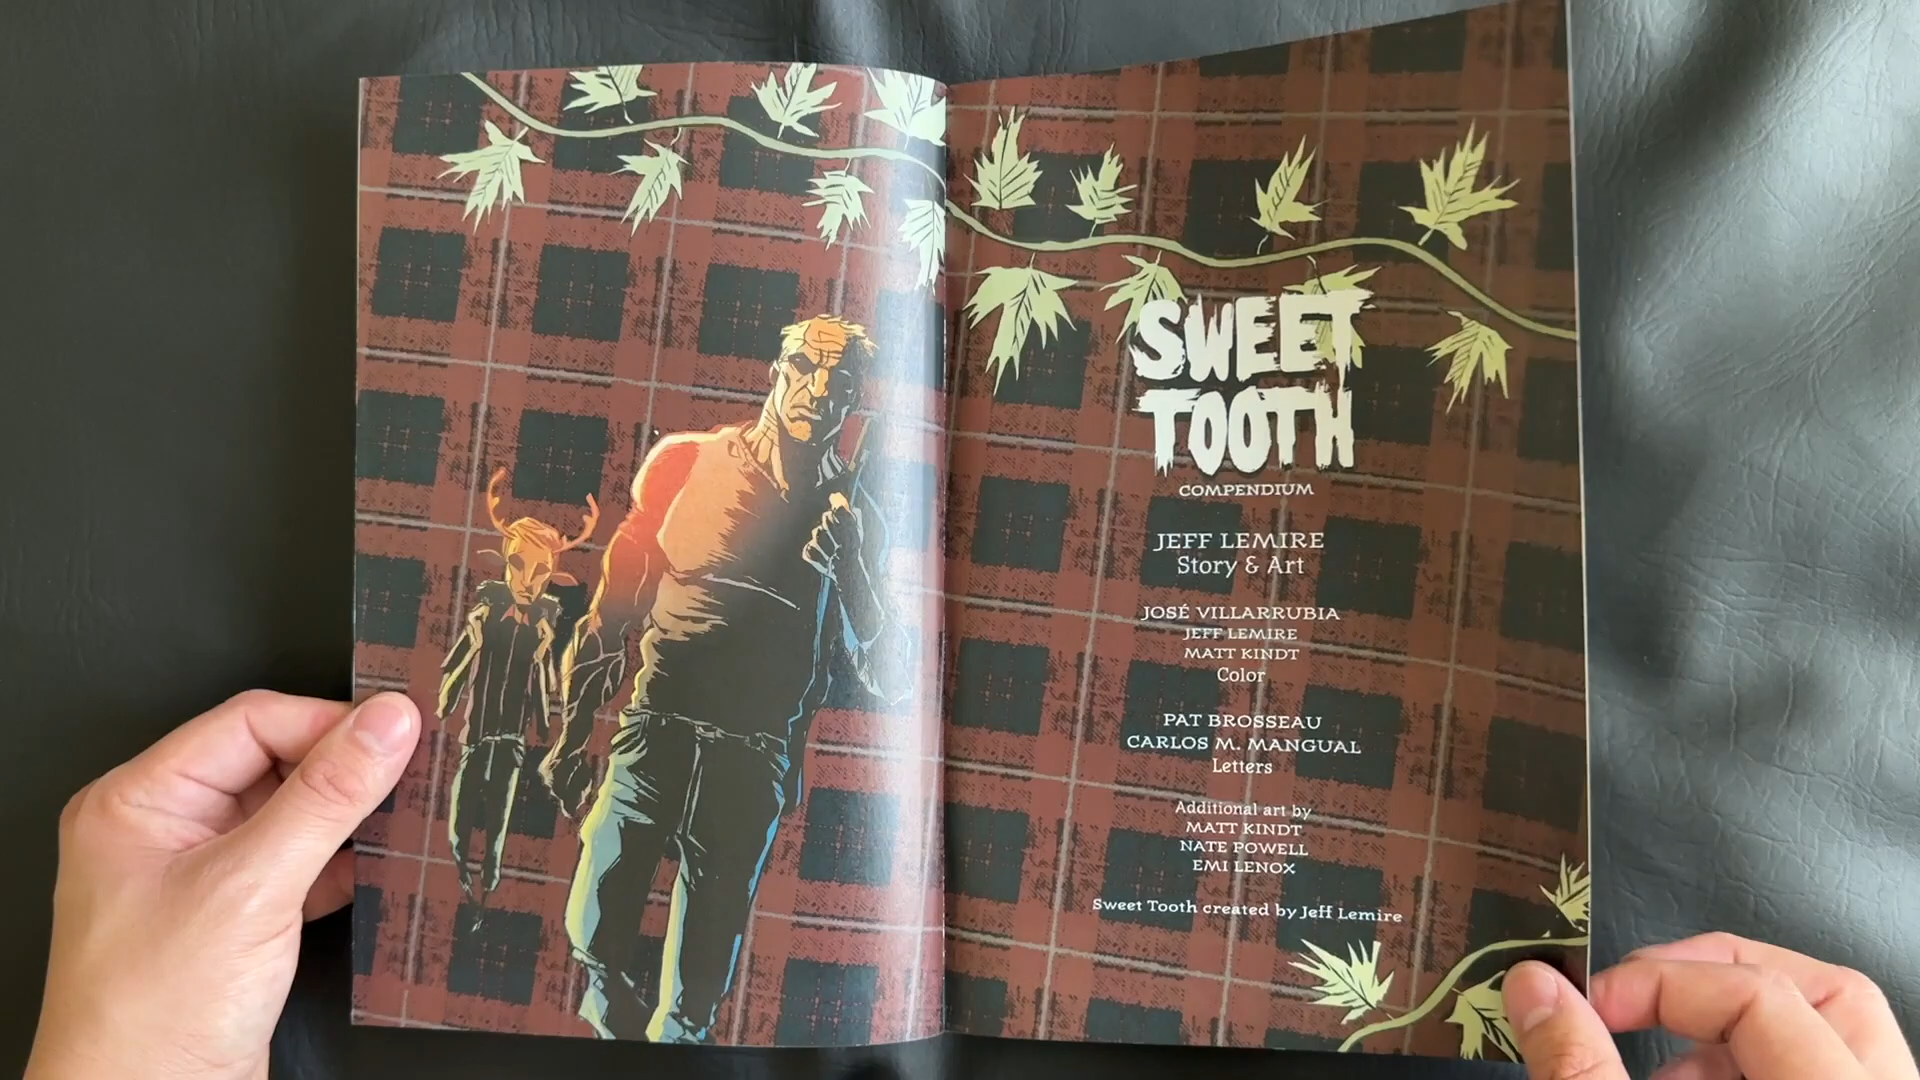 SWEET
TOOTH
COMPENDIUM
JEFF LEMIRE
Story & Art
JOSÉ VILLARRUBIA
JEFF LEMIRE
MATT KINDT
Color
PAT BROSSEAU
CARLOS M. MANGUAL
Letters
Additional art by
MATT KINDT
NATE POWELL
EMI LENOX
Sweet Tooth created by Jeff Lemire